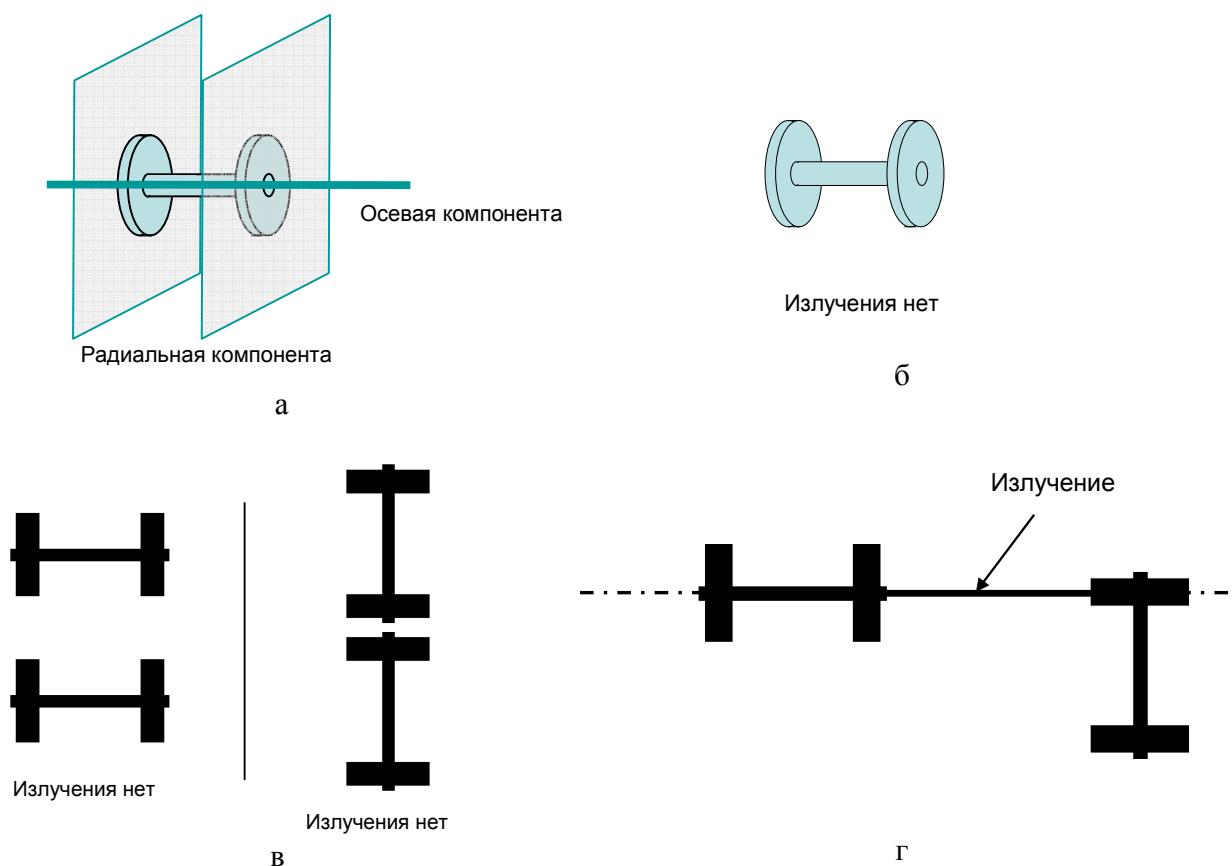 Осевая компонента
Радиальная компонента
а
Излучения нет
б
Излучения нет
Излучения нет
в
Излучение
г